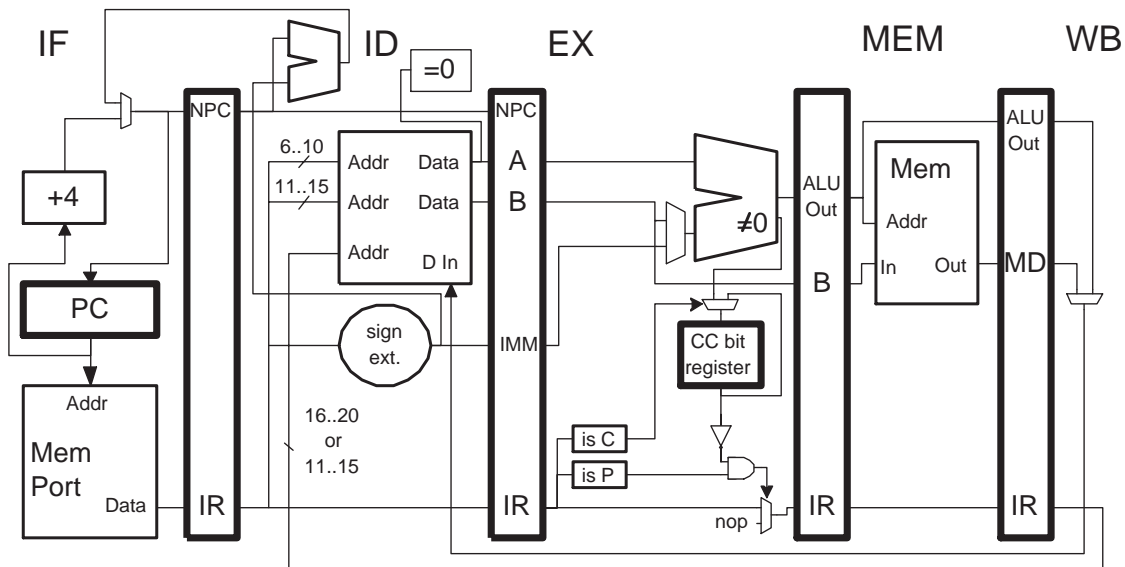 IF
ID
EX
MEM
WB
=0
NPC
NPC
ALU
Out
6..10
Addr
Data
A
Mem
+4
11..15
Addr
Data
B
ALU
Out
≠0
Addr
Addr
D In
In
Out
MD
B
PC
sign
ext.
IMM
CC bit
register
Addr
Mem
Port
Data
16..20
or
11..15
is C
is P
IR
IR
nop
IR
IR